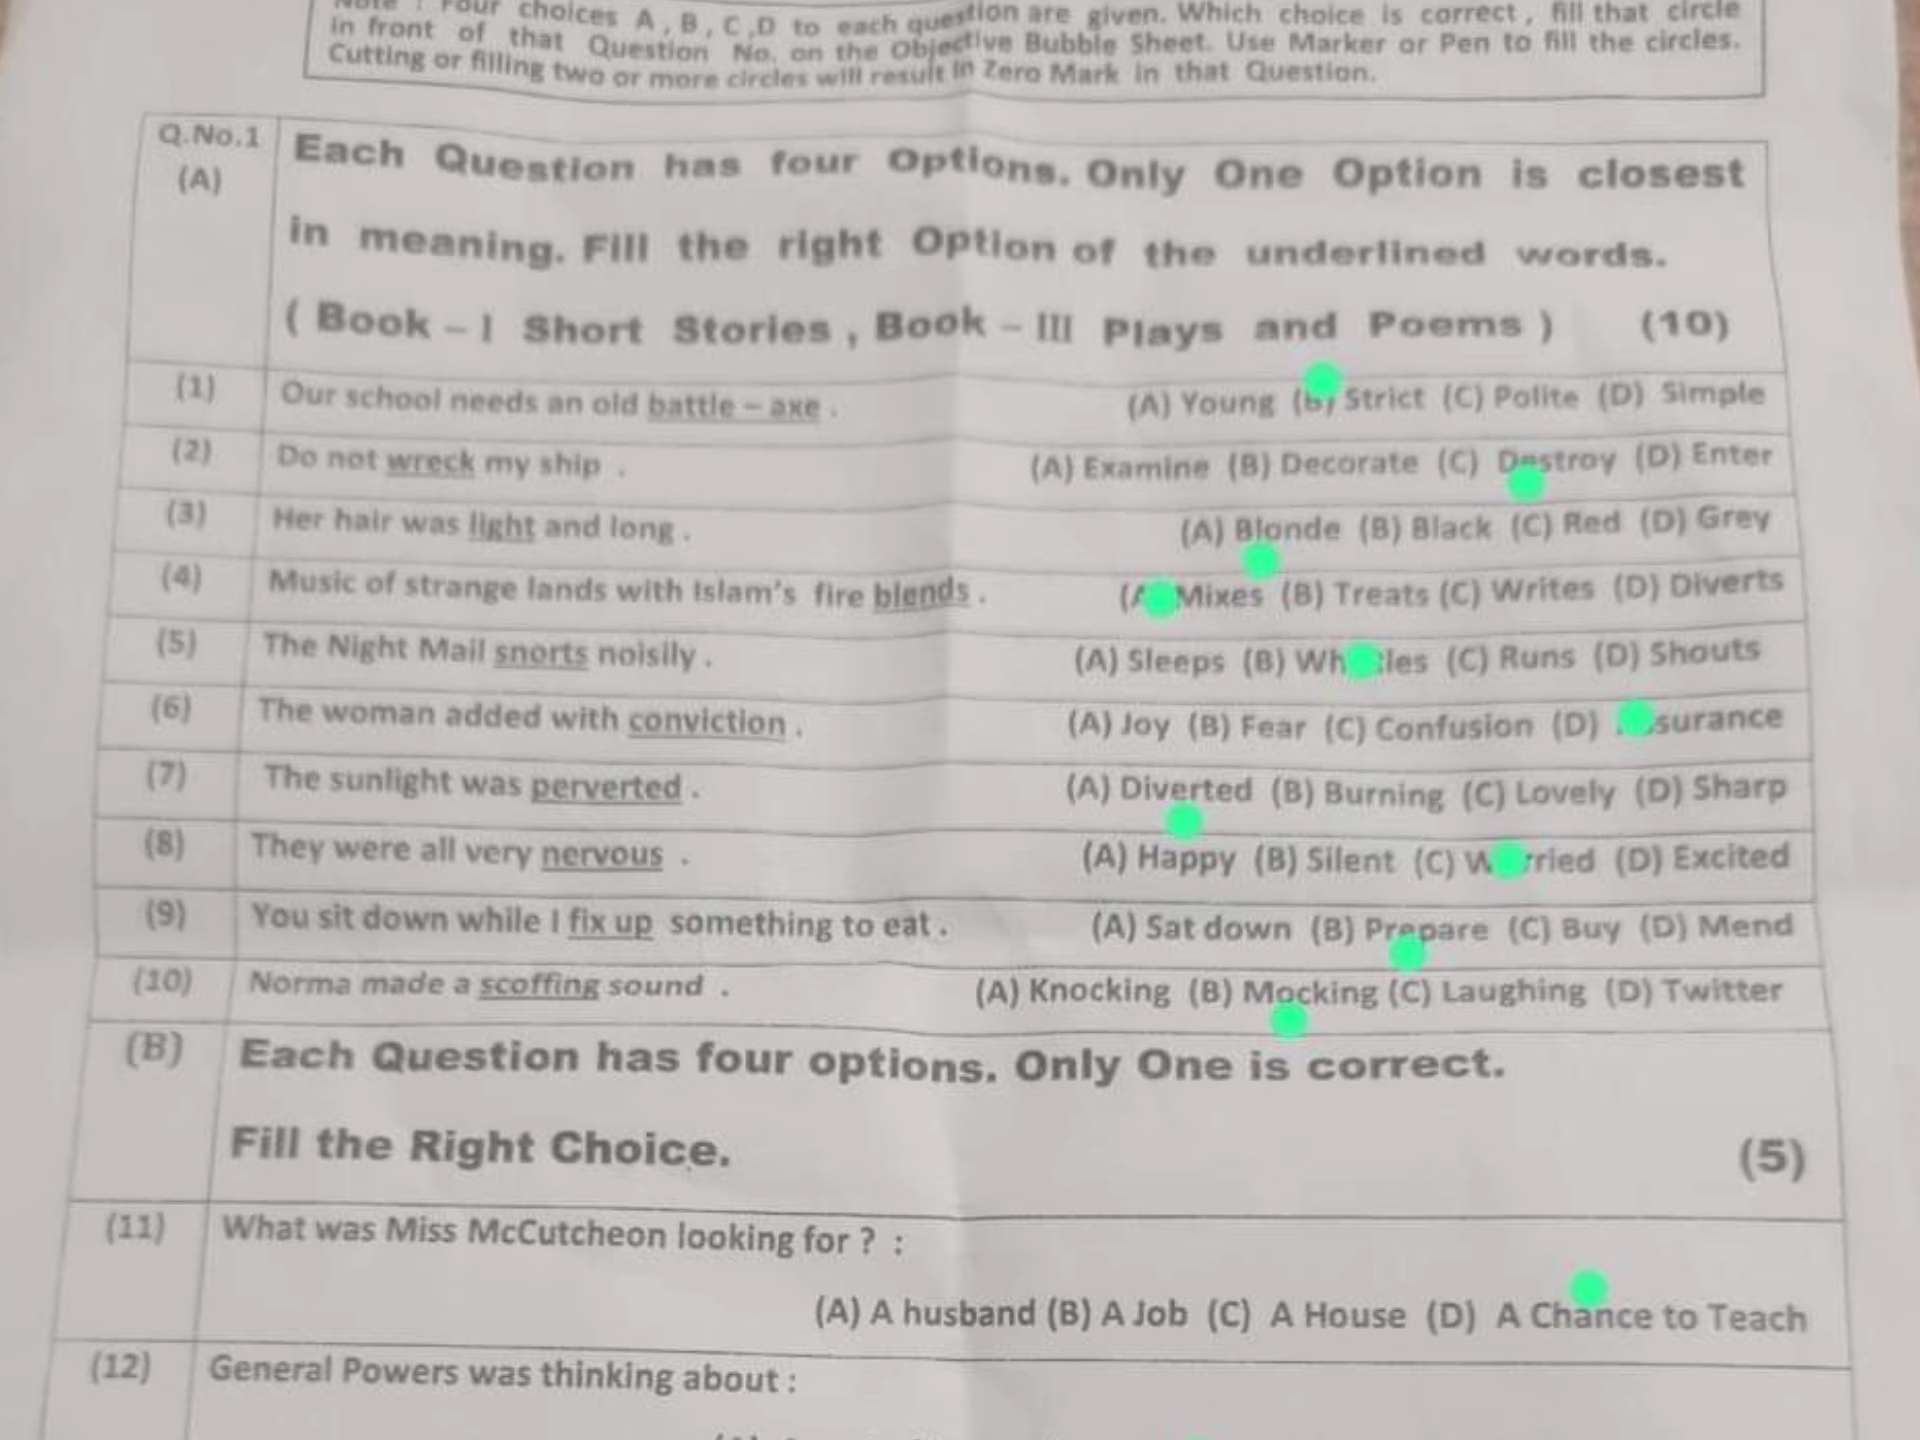 Note : Four choices A , B , C ,D to each question are given. Which choice is correct , fill that circle
in front of that Question No. on the Objective Bubble Sheet. Use Marker or Pen to fill the circles.
Cutting or filling two or more circles will result in Zero Mark in that Question.
Q.No.1
(A)
Each Question has four Options. Only One Option is closest
in meaning. Fill the right Option of the underlined words.
( Book – I Short Stories , Book – III Plays and Poems ) (10)
(1) Our school needs an old battle – axe . (A) Young (B) Strict (C) Polite (D) Simple
(2) Do not wreck my ship . (A) Examine (B) Decorate (C) Destroy (D) Enter
(3) Her hair was light and long . (A) Blonde (B) Black (C) Red (D) Grey
(4) Music of strange lands with Islam's fire blends . (A) Mixes (B) Treats (C) Writes (D) Diverts
(5) The Night Mail snorts noisily . (A) Sleeps (B) Whistles (C) Runs (D) Shouts
(6) The woman added with conviction . (A) Joy (B) Fear (C) Confusion (D)
(7) The sunlight was perverted . (A) Diverted (B) Burning (C) Lovely (D) Sharp
(8) They were all very nervous . (A) Happy (B) Silent (C) Worried (D) Excited
(9) You sit down while I fix up something to eat . (A) Sat down (B) Prepare (C) Buy (D) Mend
(10) Norma made a scoffing sound . (A) Knocking (B) Mocking (C) Laughing (D) Twitter
(B) Each Question has four options. Only One is correct.
Fill the Right Choice. (5)
(11) What was Miss McCutcheon looking for ? :
(A) A husband (B) A Job (C) A House (D) A Chance to Teach
(12) General Powers was thinking about :